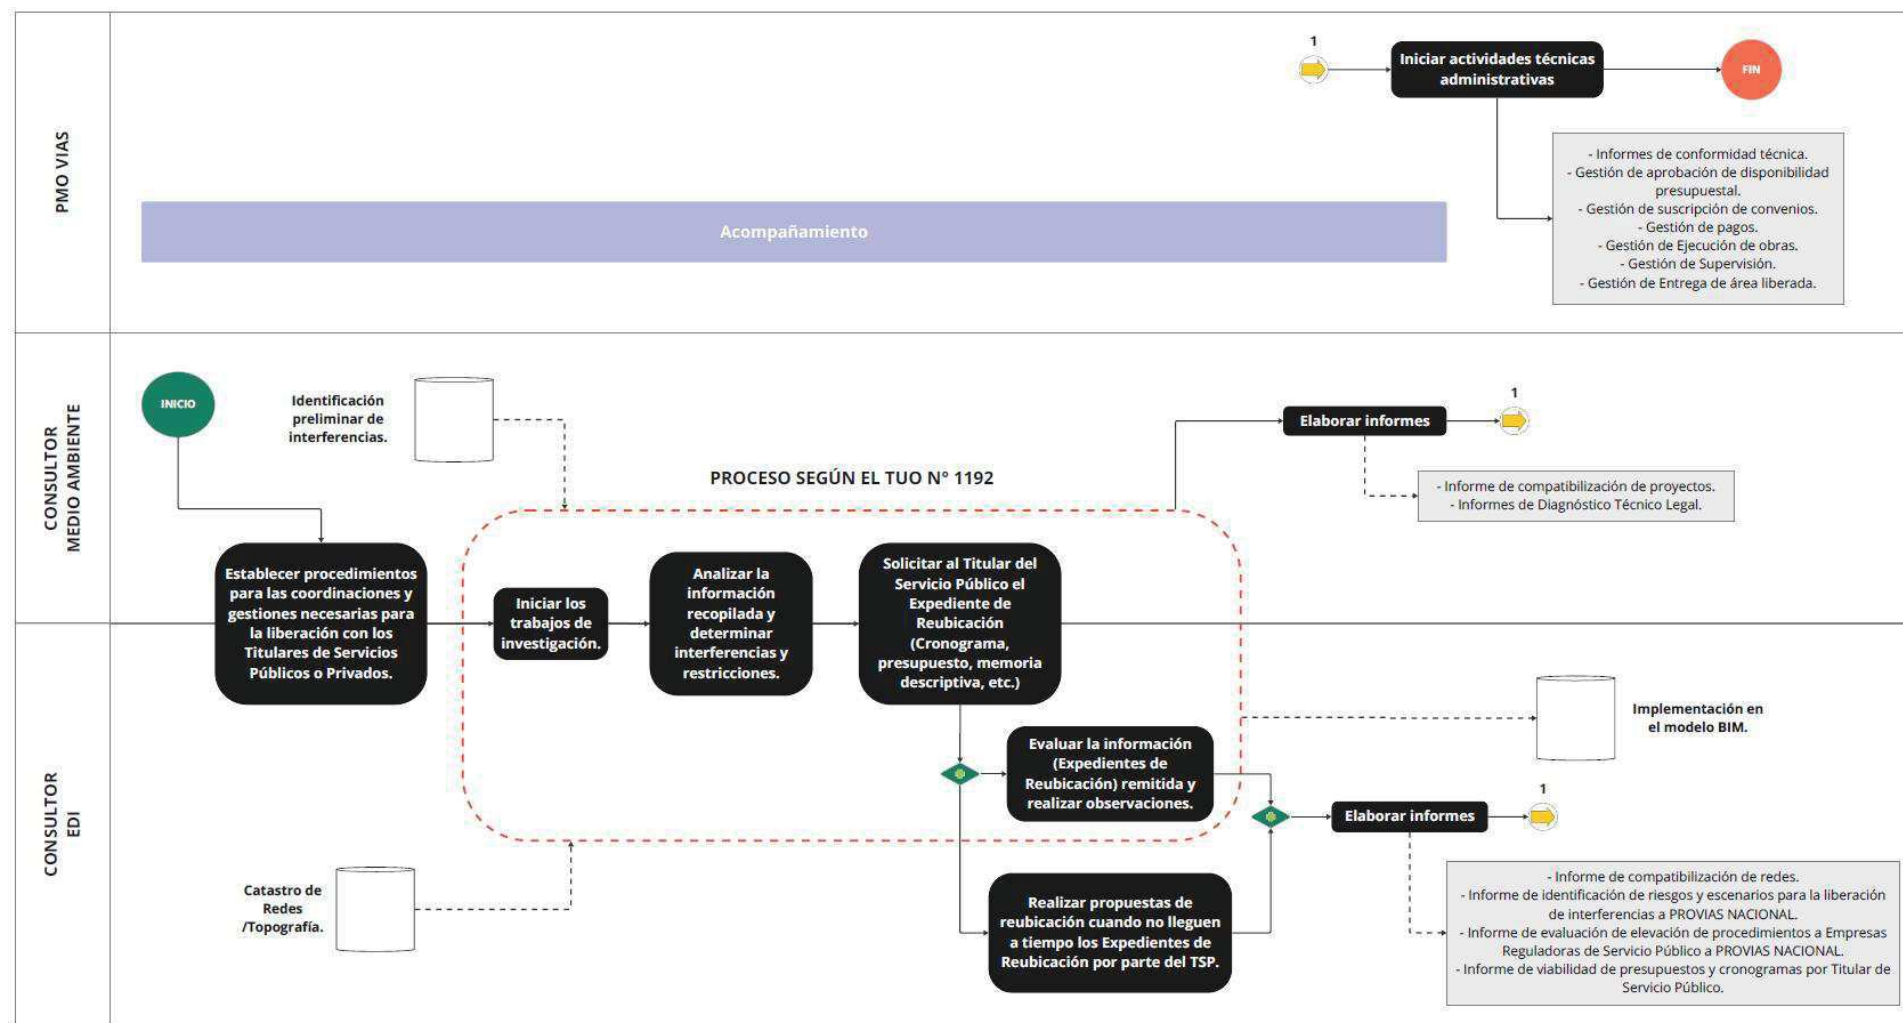 PMO VIAS
1
Iniciar actividades técnicas
administrativas
FIN
- Informes de conformidad técnica.
- Gestión de aprobación de disponibilidad
presupuestal.
- Gestión de suscripción de convenios.
- Gestión de pagos.
- Gestión de Ejecución de obras.
- Gestión de Supervisión.
- Gestión de Entrega de área liberada.
Acompañamiento
CONSULTOR
MEDIO AMBIENTE
INICIO
Identificación
preliminar de
interferencias.
PROCESO SEGÚN EL TUO N° 1192
Elaborar informes
1
- Informe de compatibilización de proyectos.
- Informes de Diagnóstico Técnico Legal.
Establecer procedimientos
para las coordinaciones y
gestiones necesarias para
la liberación con los
Titulares de Servicios
Públicos o Privados.
Iniciar los
trabajos de
investigación.
Analizar la
información
recopilada y
determinar
interferencias y
restricciones.
Solicitar al Titular del
Servicio Público el
Expediente de
Reubicación
(Cronograma,
presupuesto, memoria
descriptiva, etc.)
CONSULTOR
EDI
Implementación en
el modelo BIM.
Evaluar la información
(Expedientes de
Reubicación) remitida y
realizar observaciones.
Elaborar informes
1
Catastro de
Redes
/Topografía.
Realizar propuestas de
reubicación cuando no lleguen
a tiempo los Expedientes de
Reubicación por parte del TSP.
- Informe de compatibilización de redes.
- Informe de identificación de riesgos y escenarios para la liberación
de interferencias a PROVIAS NACIONAL.
- Informe de evaluación de elevación de procedimientos a Empresas
Reguladoras de Servicio Público a PROVIAS NACIONAL.
- Informe de viabilidad de presupuestos y cronogramas por Titular de
Servicio Público.